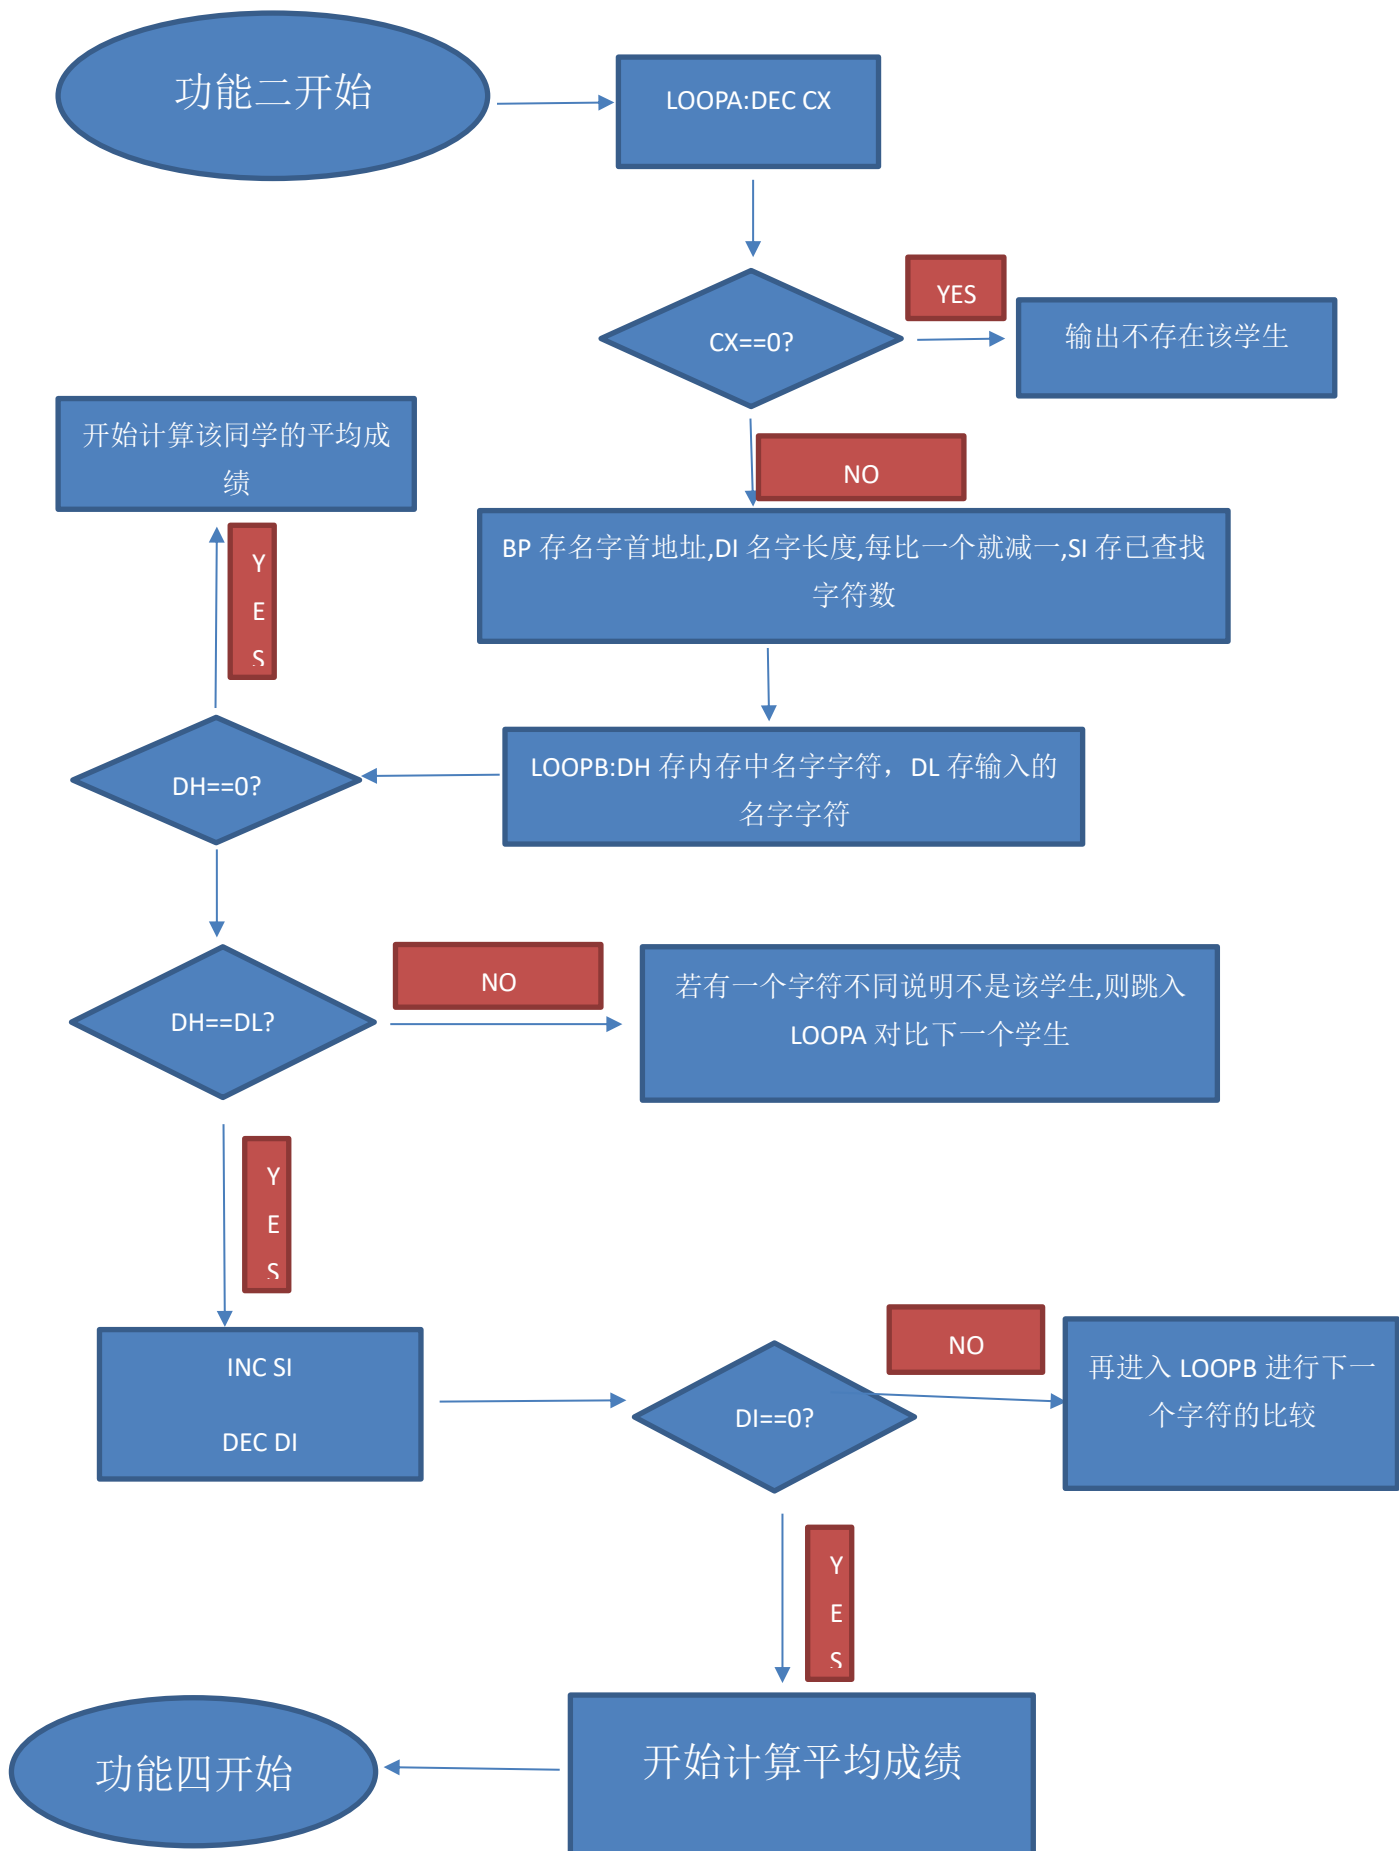 功能二开始
LOOPA:DEC CX
CX==0?
YES
输出不存在该学生
NO
开始计算该同学的平均成
绩
Y
E
S
BP 存名字首地址,DI 名字长度,每比一个就减一,SI 存已查找
字符数
LOOPB:DH 存内存中名字字符，DL 存输入的
名字字符
DH==0?
DH==DL?
NO
若有一个字符不同说明不是该学生,则跳入
LOOPA 对比下一个学生
Y
E
S
INC SI
DEC DI
DI==0?
NO
再进入 LOOPB 进行下一
个字符的比较
Y
E
S
开始计算平均成绩
功能四开始